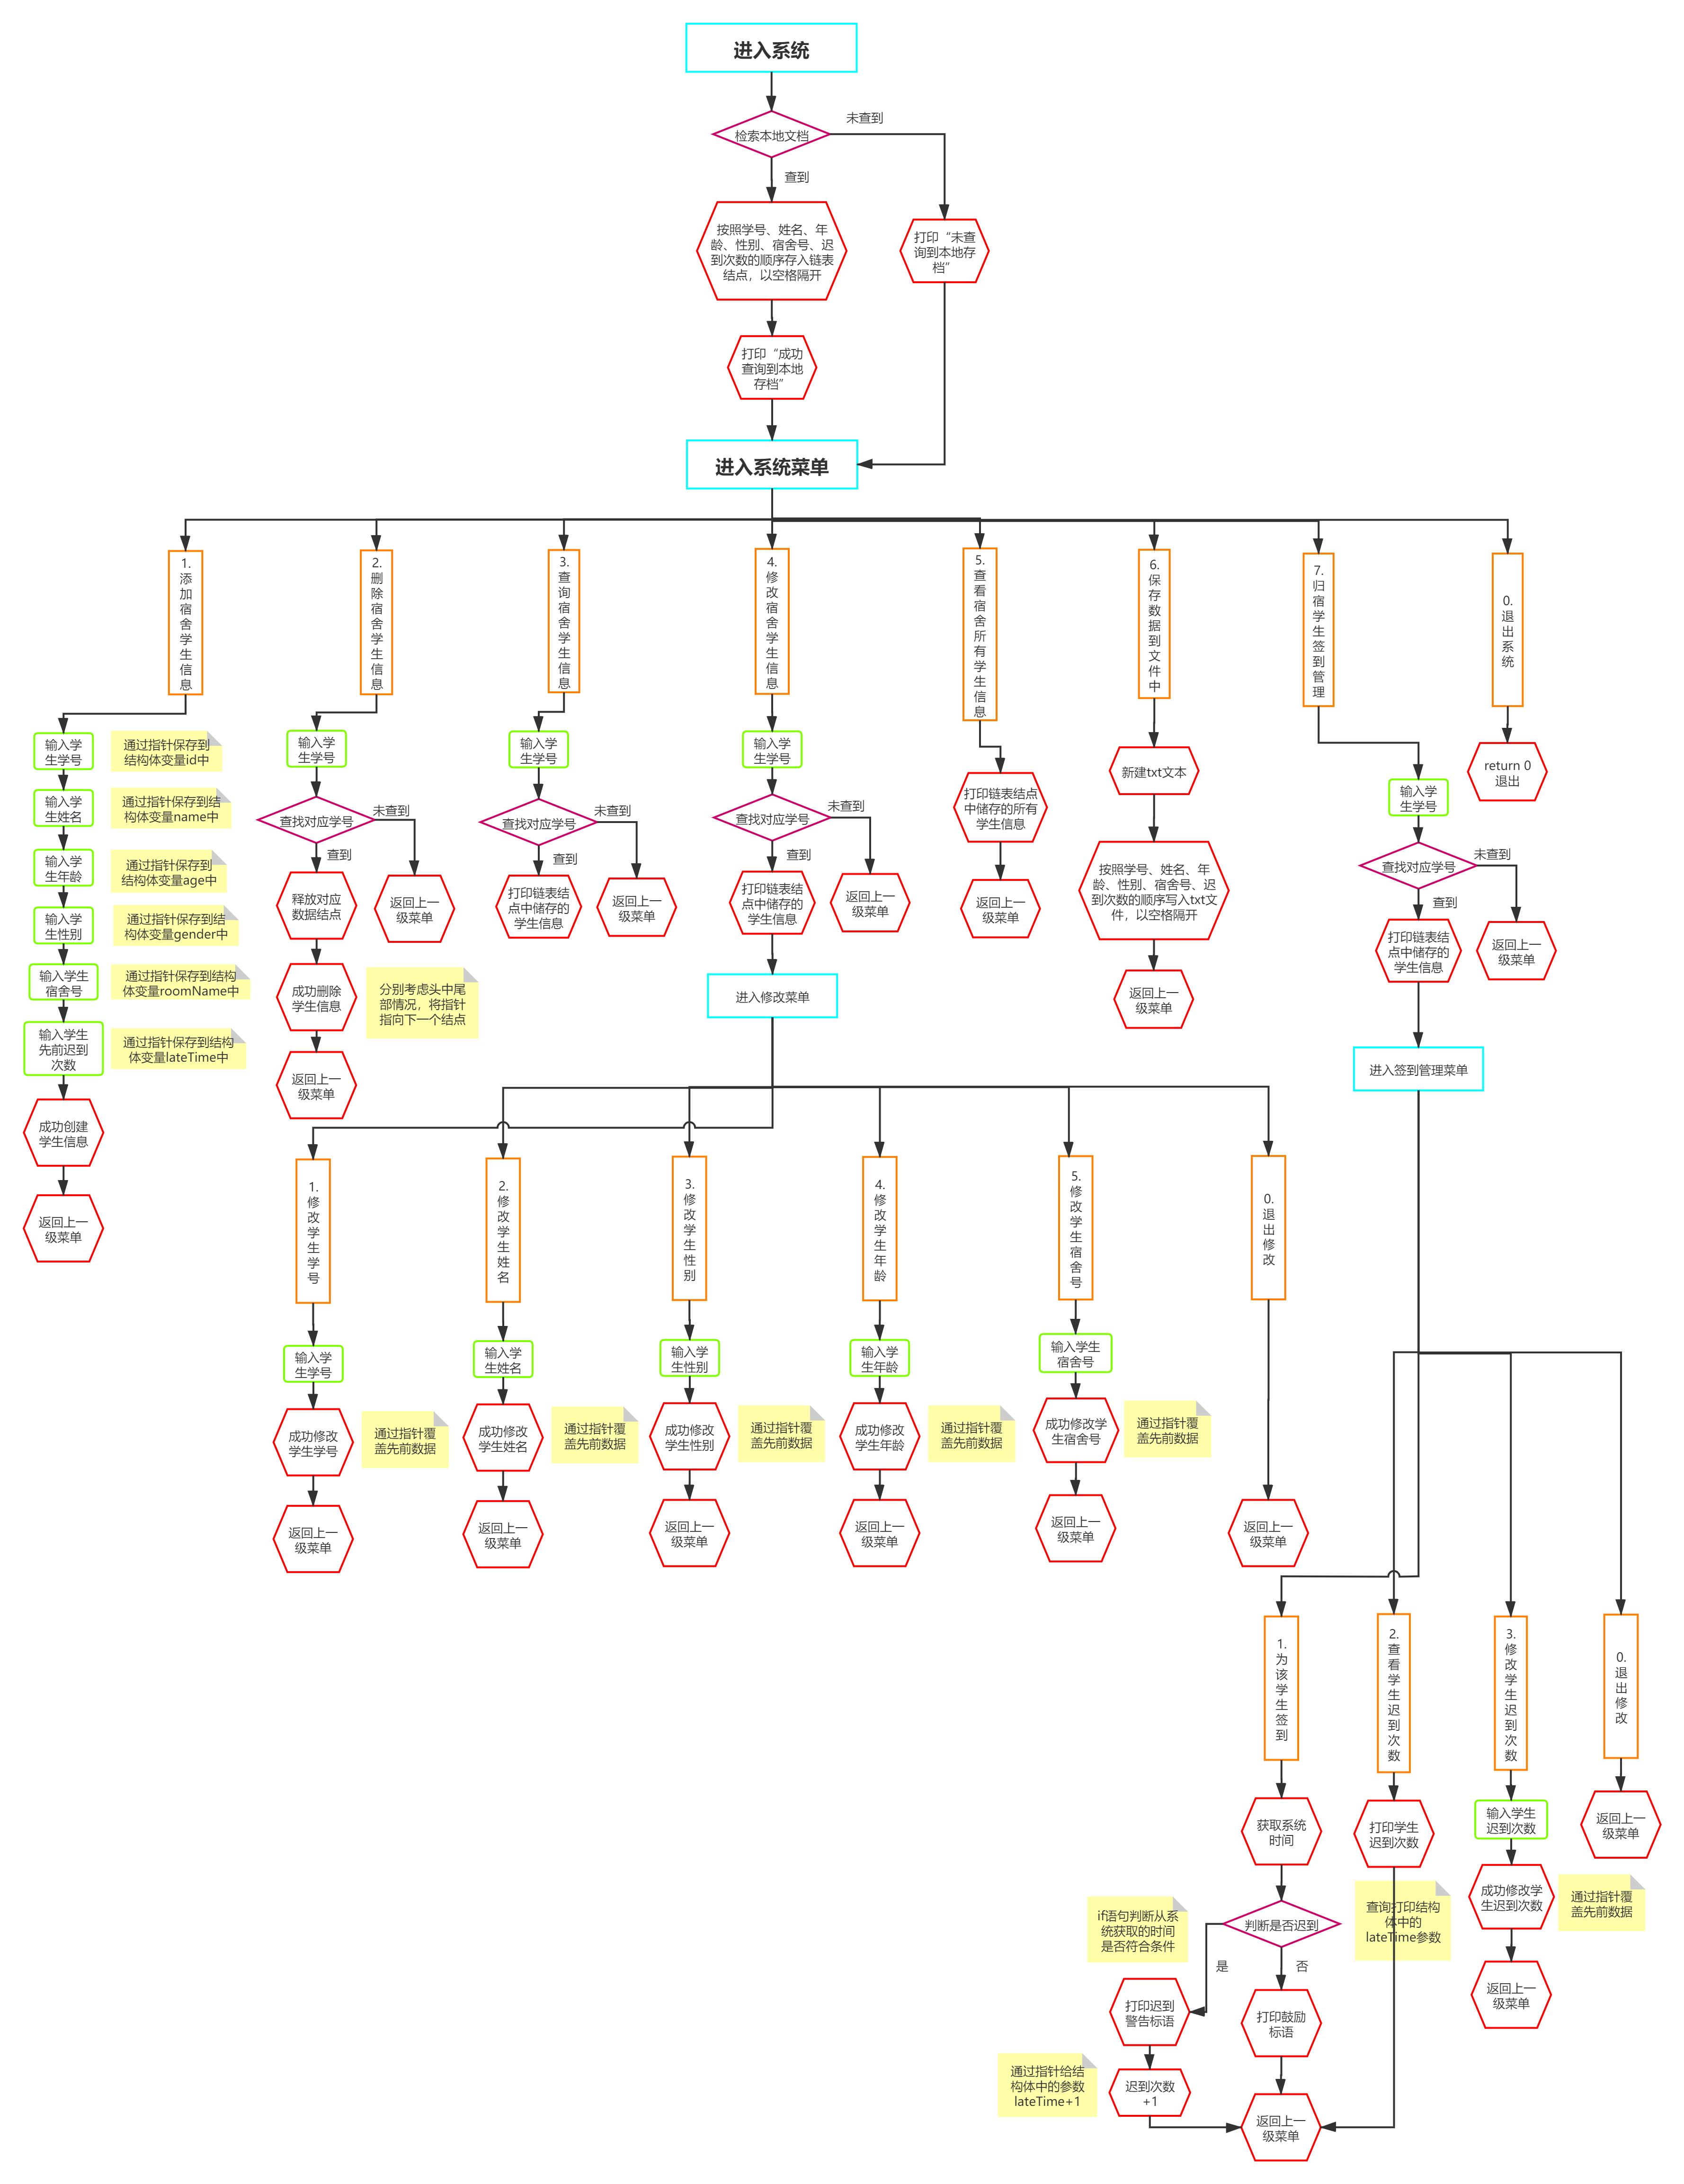 进入系统
检索本地文档
未查到
查到
按照学号、姓名、年
龄、性别、宿舍号、迟
到次数的顺序存入链表
结点，以空格隔开
打印“未查
询到本地存
档”
打印“成功
查询到本地
存档”
进入系统菜单
1.
添
加
宿
舍
学
生
信
息
2.
删
除
宿
舍
学
生
信
息
3.
查
询
宿
舍
学
生
信
息
4.
修
改
宿
舍
学
生
信
息
5.
查
看
宿
舍
所
有
学
生
信
息
6.
保
存
数
据
到
文
件
中
7.
归
宿
学
生
签
到
管
理
0.
退
出
系
统
输入学
生学号
通过指针保存到
结构体变量id中
输入学
生姓名
通过指针保存到结
构体变量name中
输入学
生年龄
通过指针保存到
结构体变量age中
输入学
生性别
通过指针保存到结
构体变量gender中
输入学生
宿舍号
通过指针保存到结构
体变量roomName中
输入学生
先前迟到
次数
通过指针保存到结构
体变量lateTime中
成功创建
学生信息
返回上一
级菜单
输入学
生学号
查找对应学号
未查到
查到
释放对应
数据结点
返回上一
级菜单
成功删除
学生信息
分别考虑头中尾
部情况，将指针
指向下一个结点
返回上一
级菜单
输入学
生学号
查找对应学号
未查到
查到
打印链表结
点中储存的
学生信息
返回上一
级菜单
输入学
生学号
查找对应学号
未查到
查到
打印链表结
点中储存的
学生信息
返回上一
级菜单
进入修改菜单
打印链表结点
中储存的所有
学生信息
返回上一
级菜单
新建txt文本
按照学号、姓名、年
龄、性别、宿舍号、迟
到次数的顺序写入txt文
件，以空格隔开
返回上一
级菜单
输入学
生学号
查找对应学号
未查到
查到
打印链表结
点中储存的
学生信息
返回上一
级菜单
进入签到管理菜单
return 0
退出
1.
修
改
学
生
学
号
2.
修
改
学
生
姓
名
3.
修
改
学
生
性
别
4.
修
改
学
生
年
龄
5.
修
改
学
生
宿
舍
号
0.
退
出
修
改
输入学
生学号
成功修改
学生学号
通过指针覆
盖先前数据
返回上一
级菜单
输入学
生姓名
成功修改
学生姓名
通过指针覆
盖先前数据
返回上一
级菜单
输入学
生性别
成功修改
学生性别
通过指针覆
盖先前数据
返回上一
级菜单
输入学
生年龄
成功修改
学生年龄
通过指针覆
盖先前数据
返回上一
级菜单
输入学生
宿舍号
成功修改学
生宿舍号
通过指针覆
盖先前数据
返回上一
级菜单
返回上一
级菜单
1.
为
该
学
生
签
到
2.
查
看
学
生
迟
到
次
数
3.
修
改
学
生
迟
到
次
数
0.
退
出
修
改
获取系统
时间
判断是否迟到
if语句判断从系
统获取的时间
是否符合条件
是
否
打印迟到
警告标语
打印鼓励
标语
通过指针给结
构体中的参数
lateTime+1
迟到次数
+1
返回上一
级菜单
打印学生
迟到次数
查询打印结构
体中的
lateTime参数
输入学生
迟到次数
成功修改学
生迟到次数
通过指针覆
盖先前数据
返回上一
级菜单
返回上一
级菜单